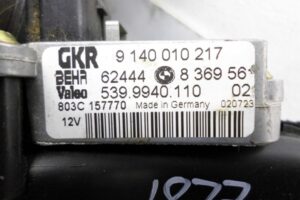 GKR 9 140 010 217
BEHR 62444 8 369 56
Valeo 539.9940.110 02
803C 157770 Made in Germany 020723
12V
1877